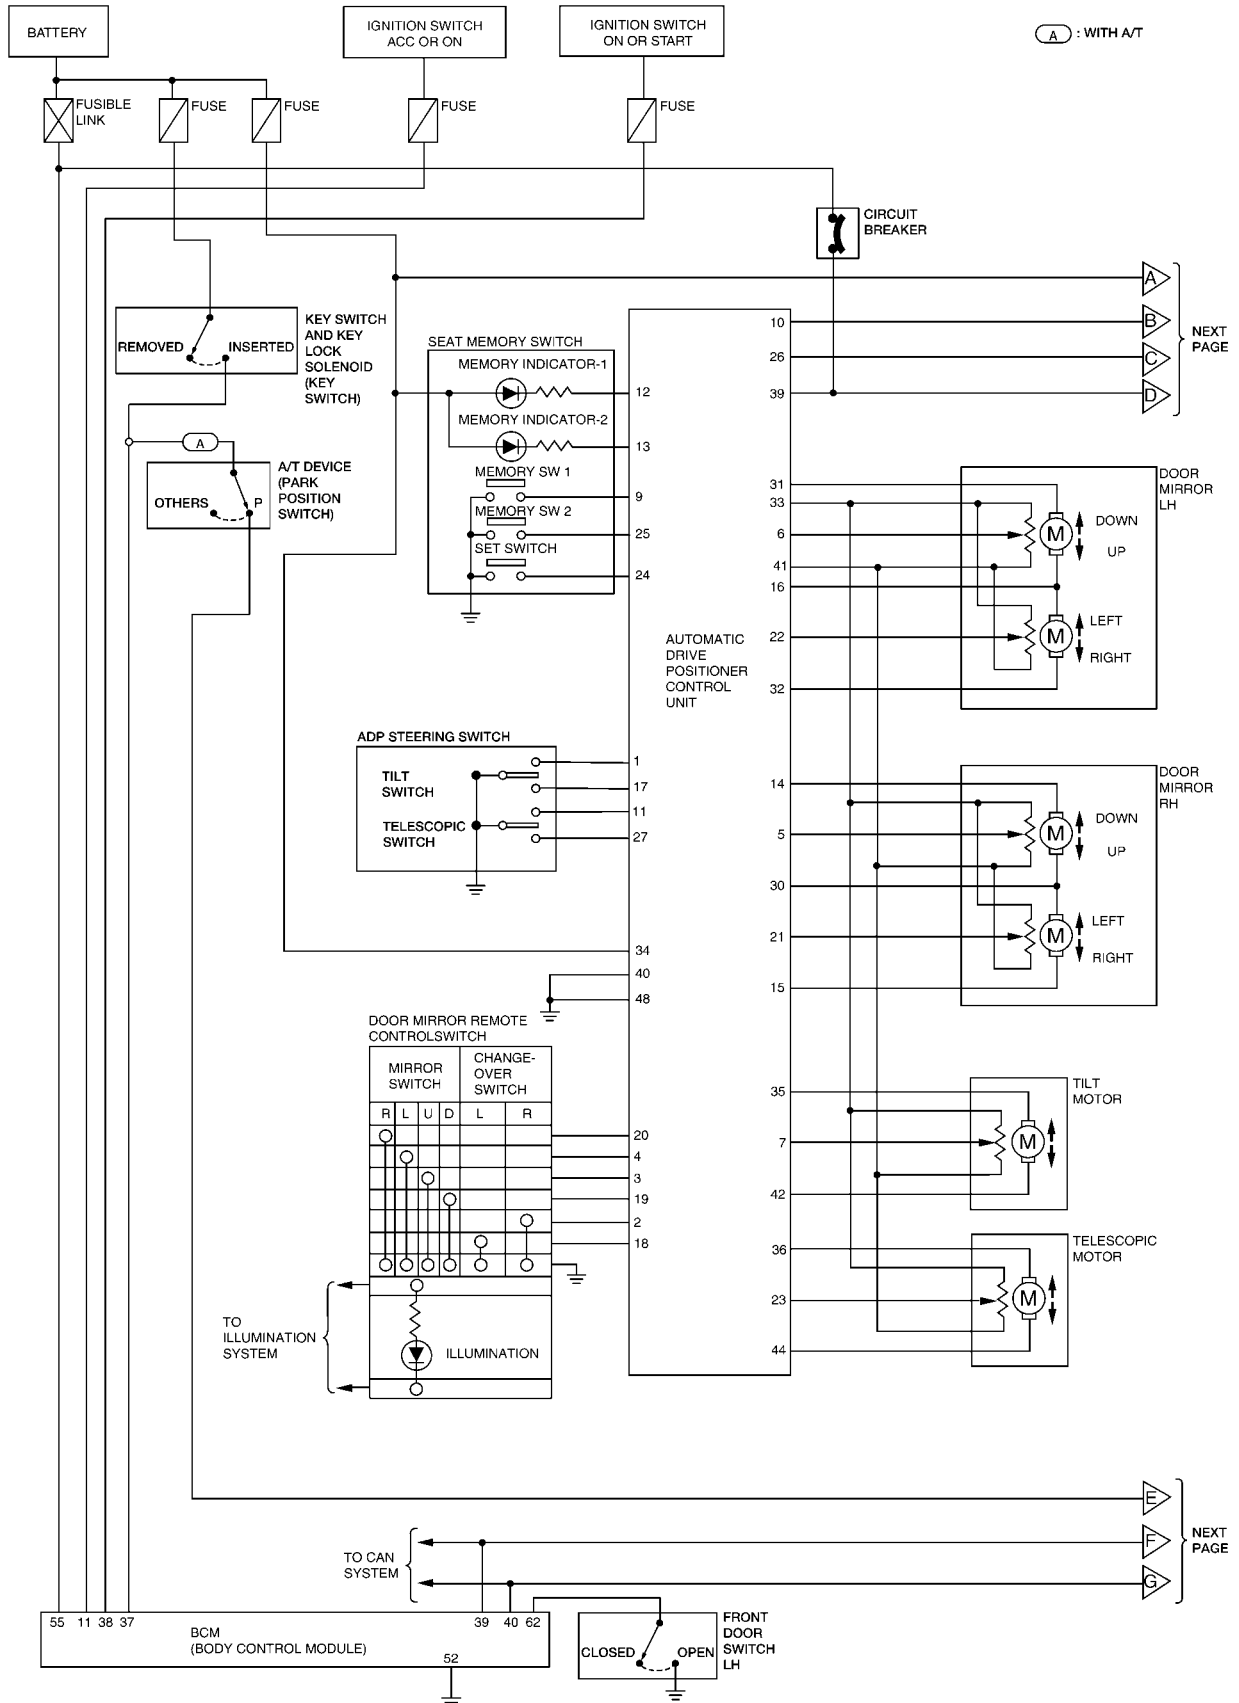 BATTERY
IGNITION SWITCH
ACC OR ON
IGNITION SWITCH
ON OR START
A : WITH A/T
FUSIBLE
LINK
FUSE
FUSE
FUSE
FUSE
CIRCUIT
BREAKER
A
B
C
D
NEXT
PAGE
KEY SWITCH
AND KEY
LOCK
SOLENOID
(KEY
SWITCH)
REMOVED
INSERTED
A
A/T DEVICE
(PARK
POSITION
SWITCH)
OTHERS
P
SEAT MEMORY SWITCH
MEMORY INDICATOR-1
MEMORY INDICATOR-2
MEMORY SW 1
MEMORY SW 2
SET SWITCH
12
13
9
25
24
10
26
39
AUTOMATIC
DRIVE
POSITIONER
CONTROL
UNIT
31
33
6
41
16
22
32
DOOR
MIRROR
LH
M
DOWN
UP
M
LEFT
RIGHT
ADP STEERING SWITCH
TILT
SWITCH
TELESCOPIC
SWITCH
1
17
11
27
14
5
30
21
15
DOOR
MIRROR
RH
M
DOWN
UP
M
LEFT
RIGHT
34
40
48
DOOR MIRROR REMOTE
CONTROLSWITCH
MIRROR
SWITCH
CHANGE-
OVER
SWITCH
R L U D L R
20
4
3
19
2
18
35
7
42
TILT
MOTOR
M
36
23
44
TELESCOPIC
MOTOR
M
TO
ILLUMINATION
SYSTEM
ILLUMINATION
E
F
G
NEXT
PAGE
TO CAN
SYSTEM
55 11 38 37 39 40 62
BCM
(BODY CONTROL MODULE)
52
FRONT
DOOR
SWITCH
LH
CLOSED
OPEN